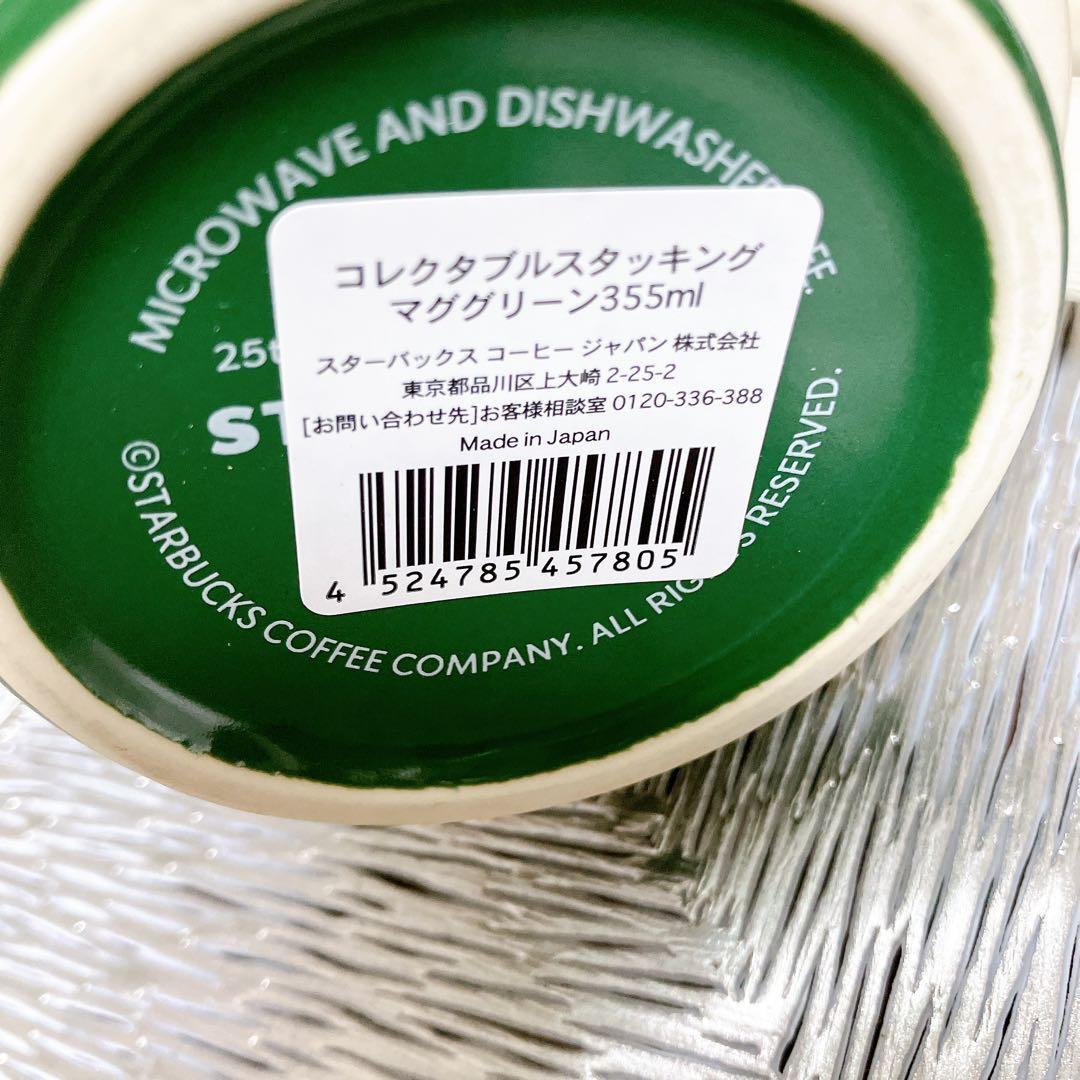 MICROWAVE AND DISHWASHER
コレクタブルスタッキング
マググリーン355ml
スターバックス コーヒー ジャパン 株式会社
東京都品川区上大崎 2-25-2
[お問い合わせ先]お客様相談室 0120-336-388
Made in Japan
4 524785 457805
©STARBUCKS COFFEE COMPANY. ALL RIGHTS RESERVED.